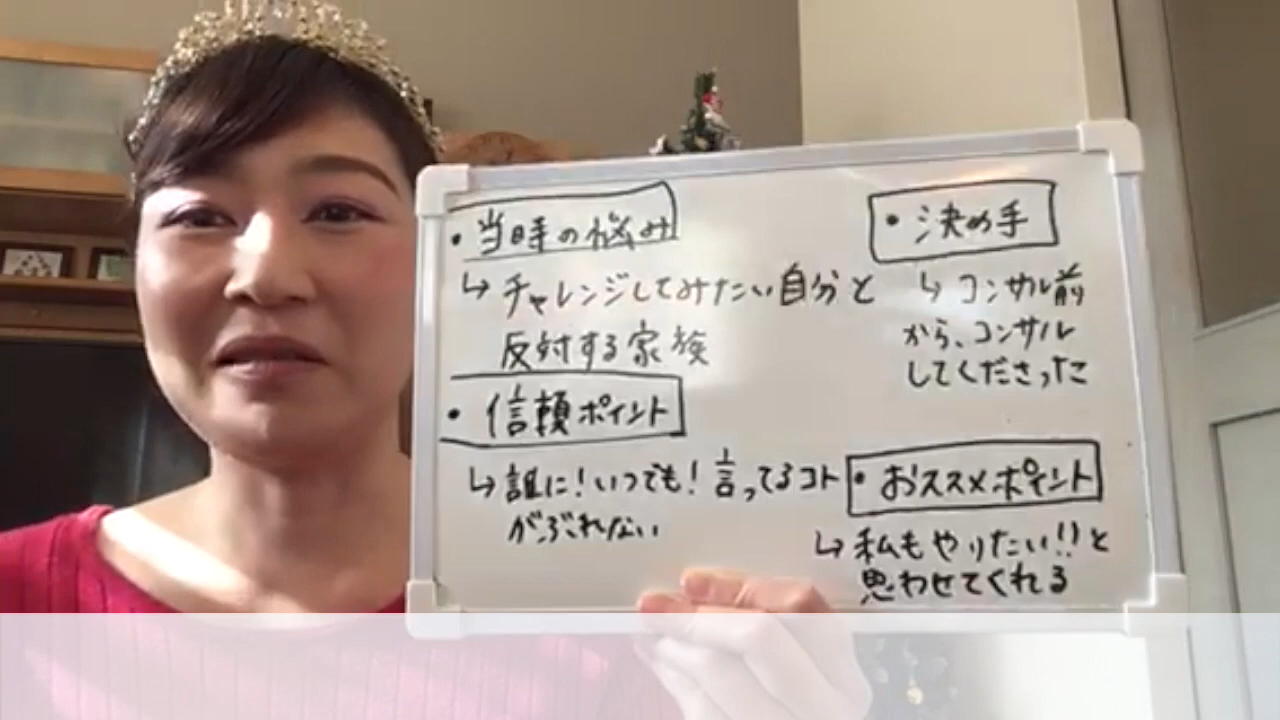 ・当時の悩み
↳チャレンジしてみたい自分と
反対する家族
・信頼ポイント
↳誰に!いつでも!言ってるコト
がぶれない
・決め手
↳コンサル前
から、コンサル
してくださった
・おススメポイント
↳私もやりたい!!と
思わせてくれる